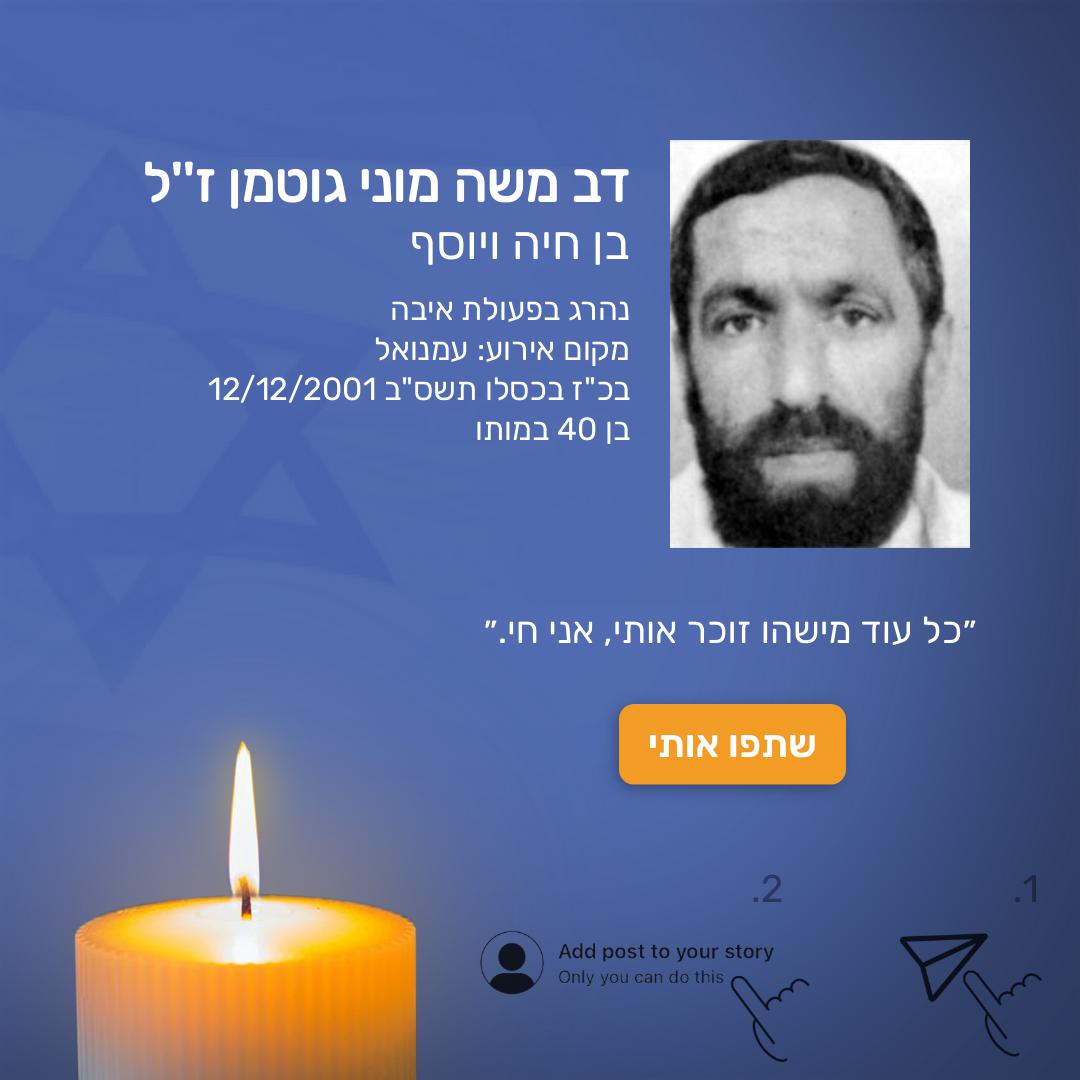 דב משה מוני גוטמן ז"ל
בן חיה ויוסף
נהרג בפעולת איבה
מקום אירוע: עמנואל
בכ"ז בכסלו תשס"ב 12/12/2001
בן 40 במותו
״כל עוד מישהו זוכר אותי, אני חי.״
שתפו אותי
1.
2.
Add post to your story
Only you can do this